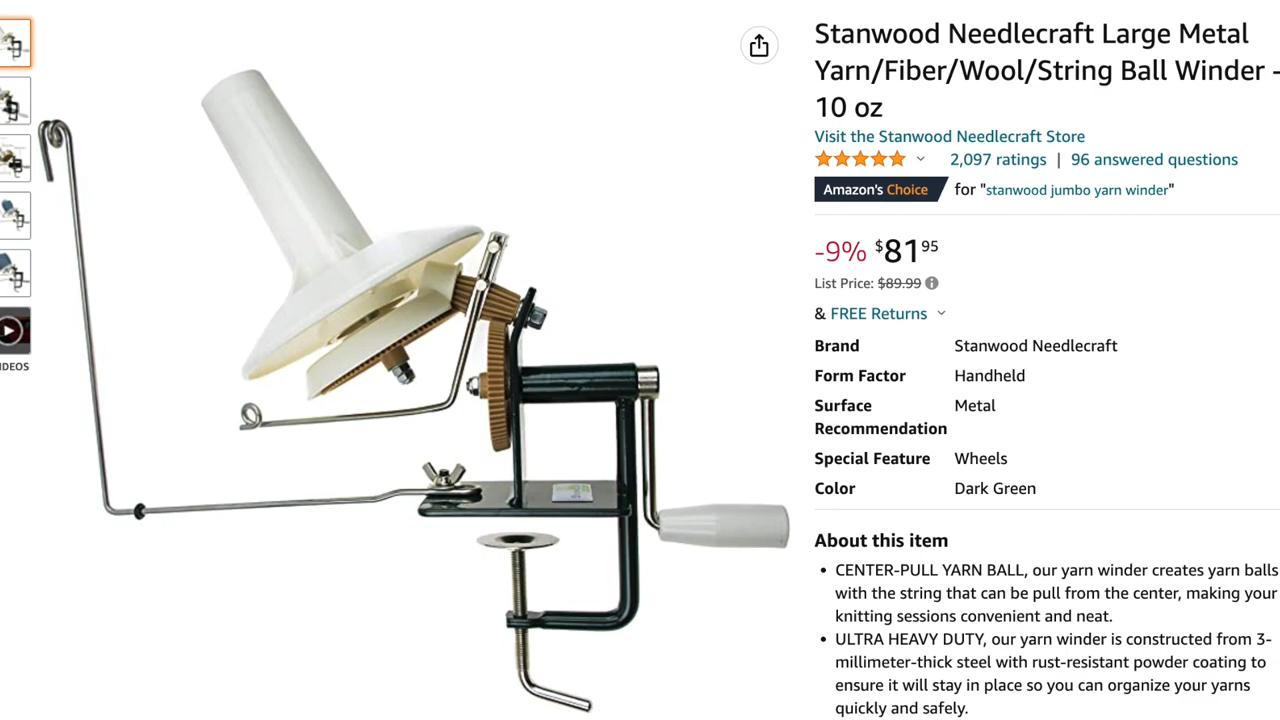 Stanwood Needlecraft Large Metal
Yarn/Fiber/Wool/String Ball Winder -
10 oz
Visit the Stanwood Needlecraft Store
2,097 ratings | 96 answered questions
Amazon's Choice for "stanwood jumbo yarn winder"
-9% $81 95
List Price: $89.99
& FREE Returns
Brand Stanwood Needlecraft
Form Factor Handheld
Surface Metal
Recommendation
Special Feature Wheels
Color Dark Green
About this item
• CENTER-PULL YARN BALL, our yarn winder creates yarn balls
with the string that can be pull from the center, making your
knitting sessions convenient and neat.
• ULTRA HEAVY DUTY, our yarn winder is constructed from 3-
millimeter-thick steel with rust-resistant powder coating to
ensure it will stay in place so you can organize your yarns
quickly and safely.